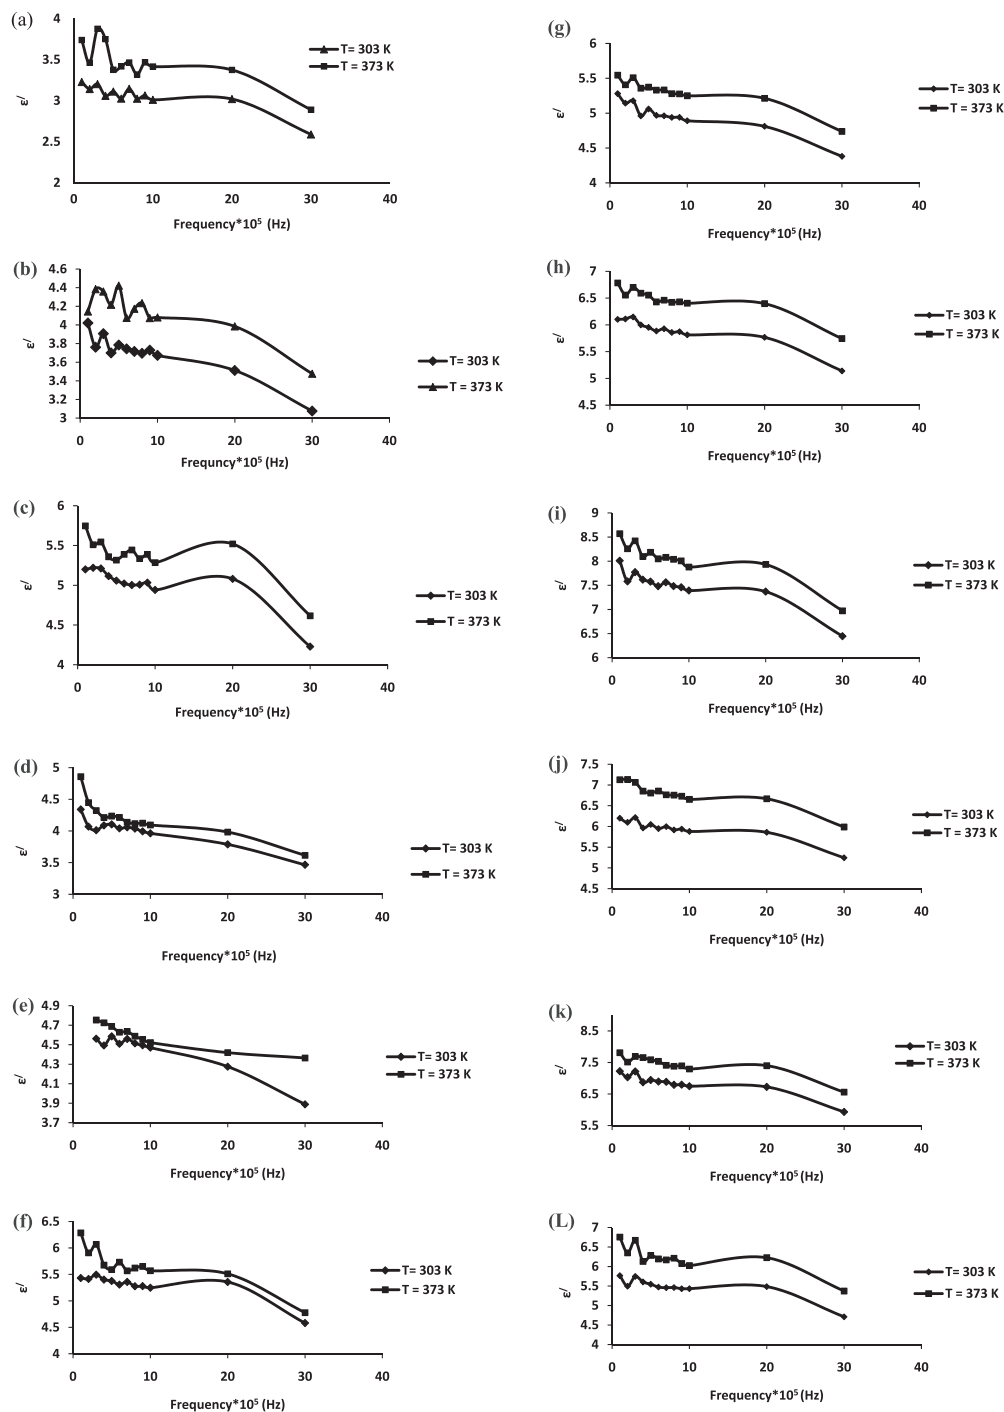 (a)
4
3.5
3
2.5
2
ε/
0 10 20 30 40
Frequency*10⁵ (Hz)
T= 303 K
T = 373 K
(b)
4.6
4.4
4.2
4
3.8
3.6
3.4
3.2
3
ε/
0 10 20 30 40
Frequncy*10⁵ (Hz)
T= 303 K
T = 373 K
(c)
6
5.5
5
4.5
4
ε/
0 10 20 30 40
Frequency*10⁵ (Hz)
T= 303 K
T = 373 K
(d)
5
4.5
4
3.5
3
ε/
0 10 20 30 40
Frequency*10⁵ (Hz)
T= 303 K
T = 373 K
(e)
4.9
4.7
4.5
4.3
4.1
3.9
3.7
ε/
0 10 20 30 40
Frequency*10⁵ (Hz)
T= 303 K
T = 373 K
(f)
6.5
6
5.5
5
4.5
4
ε/
0 10 20 30 40
Frequency*10⁵ (Hz)
T= 303 K
T = 373 K
(g)
6
5.5
5
4.5
4
ε/
0 10 20 30 40
Frequency*10⁵ (Hz)
T= 303 K
T = 373 K
(h)
7
6.5
6
5.5
5
4.5
ε/
0 10 20 30 40
Frequency*10⁵ (Hz)
T= 303 K
T = 373 K
(i)
9
8.5
8
7.5
7
6.5
6
ε/
0 10 20 30 40
Frequency*10⁵ (Hz)
T= 303 K
T = 373 K
(j)
7.5
7
6.5
6
5.5
5
4.5
ε/
0 10 20 30 40
Frequency*10⁵ (Hz)
T= 303 K
T = 373 K
(k)
8.5
7.5
6.5
5.5
ε/
0 10 20 30 40
Frequency*10⁵ (Hz)
T= 303 K
T = 373 K
(L)
7
6.5
6
5.5
5
4.5
4
ε/
0 10 20 30 40
Frequency*10⁵ (Hz)
T= 303 K
T = 373 K